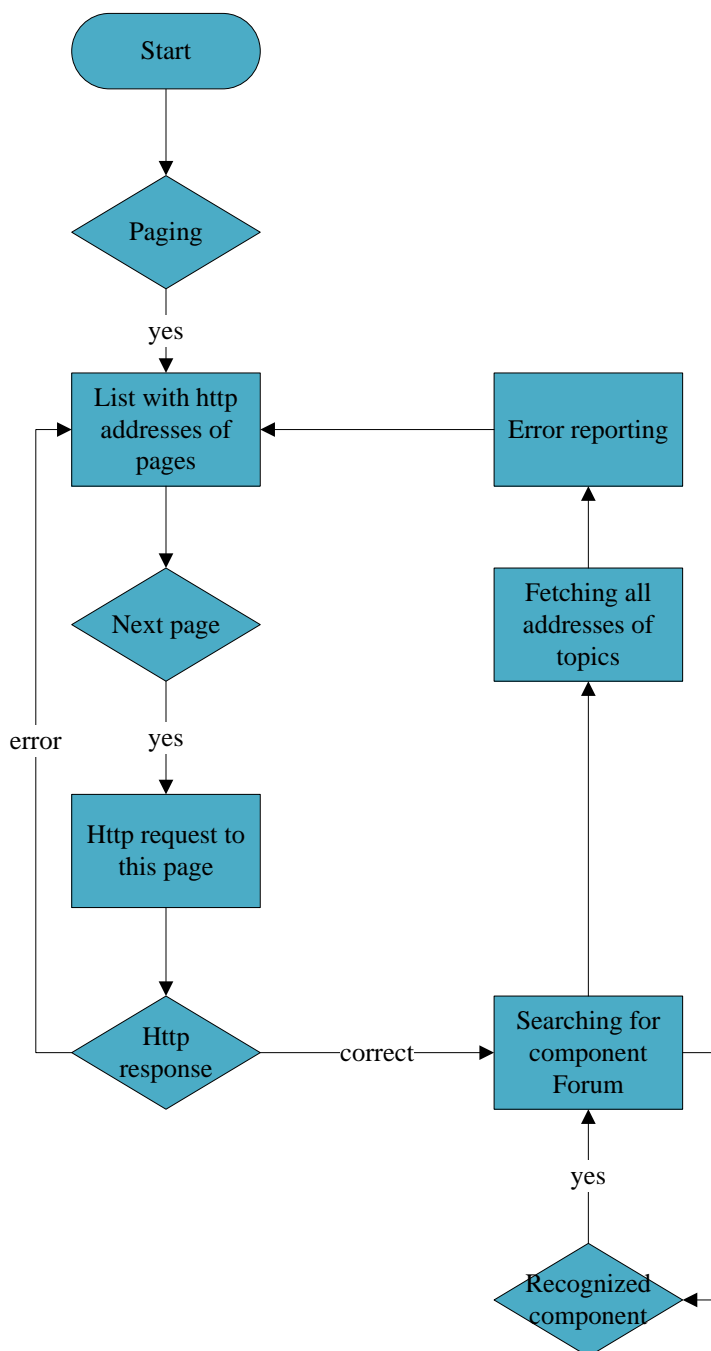 Start
Paging
yes
List with http
addresses of
pages
Error reporting
Next page
Fetching all
addresses of
topics
error
yes
Http request to
this page
Http
response
correct
Searching for
component
Forum
yes
Recognized
component